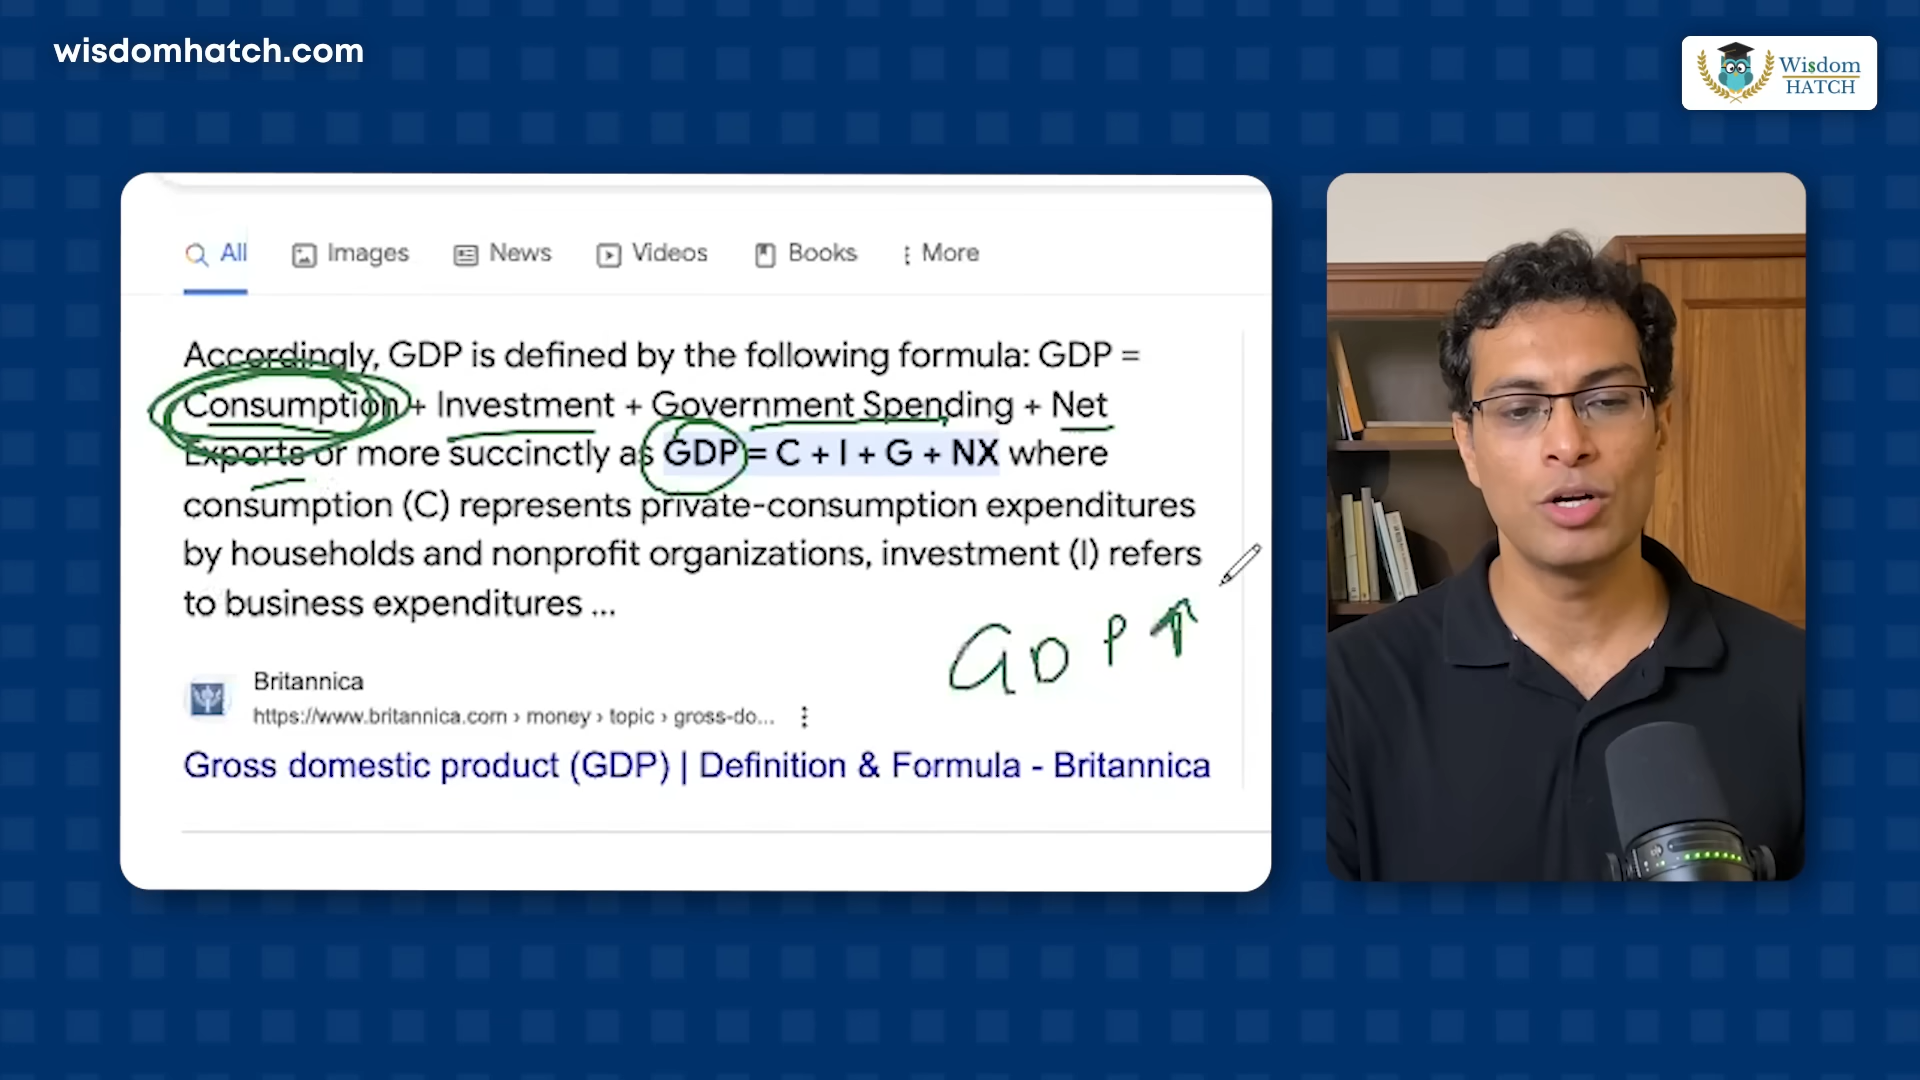 wisdomhatch.com
Wisdom
HATCH
All Images News Videos Books More
Accordingly, GDP is defined by the following formula: GDP =
Consumption + Investment + Government Spending + Net
Exports or more succinctly as GDP = C + I + G + NX where
consumption (C) represents private-consumption expenditures
by households and nonprofit organizations, investment (I) refers
to business expenditures ...
GDP ↑
Britannica
https://www.britannica.com › money › topic › gross-do...
Gross domestic product (GDP) | Definition & Formula - Britannica